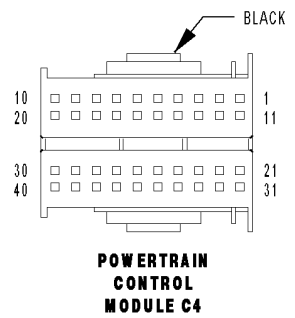 BLACK
10 1
20 11
30 21
40 31
POWERTRAIN
CONTROL
MODULE C4